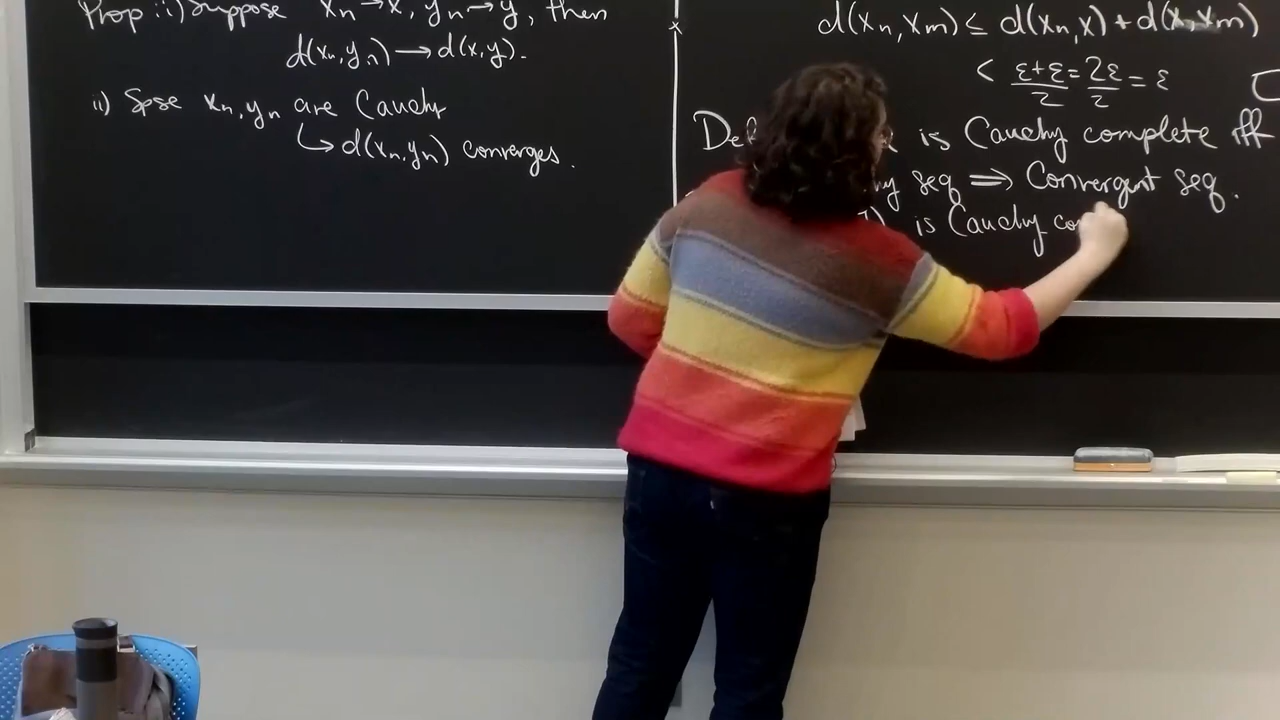 Prop : i) Suppose xn → x, yn → y, then
d(xn, yn) → d(x,y).
ii) Spse xn, yn are Cauchy
↳ d(xn, yn) converges.
d(xn, xm) ≤ d(xn, x) + d(x, xm)
< ε+ε/2 = 2ε/2 = ε
Def is Cauchy complete iff
seq ⇒ Convergent seq.
is Cauchy co